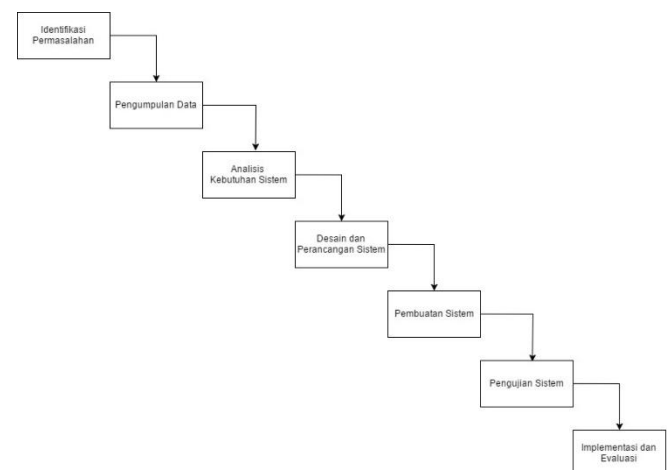 Identifikasi
Permasalahan
Pengumpulan Data
Analisis
Kebutuhan Sistem
Desain dan
Perancangan Sistem
Pembuatan Sistem
Pengujian Sistem
Implementasi dan
Evaluasi